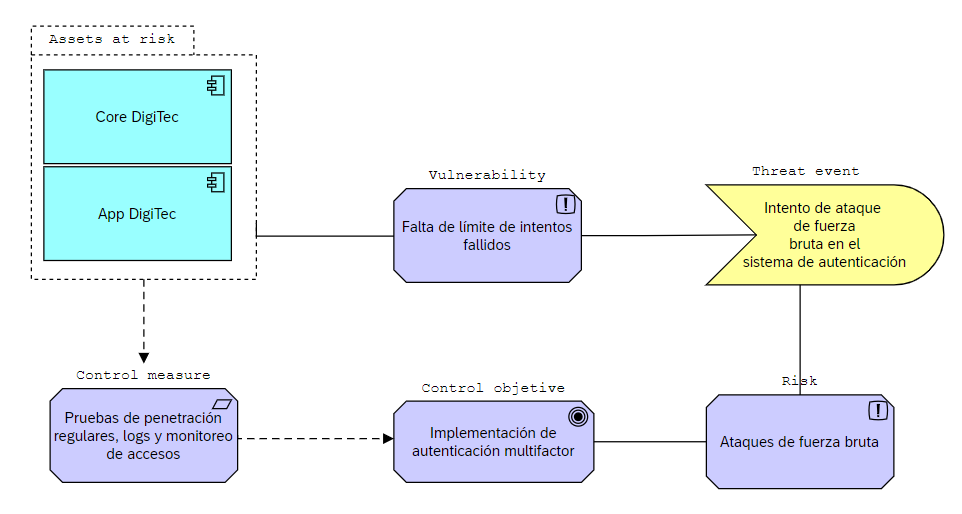 Assets at risk
Core DigiTec
App DigiTec
Vulnerability
Falta de límite de intentos
fallidos
Threat event
Intento de ataque
de fuerza
bruta en el
sistema de autenticación
Control measure
Pruebas de penetración
regulares, logs y monitoreo
de accesos
Control objetive
Implementación de
autenticación multifactor
Risk
Ataques de fuerza bruta